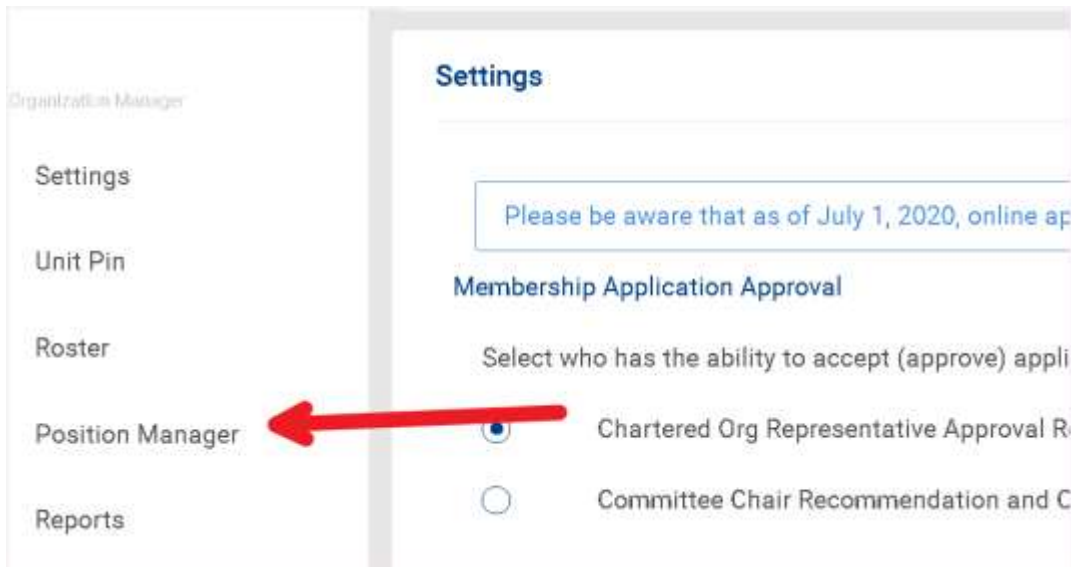 Organization Manager
Settings
Unit Pin
Roster
Position Manager
Reports
Settings
Please be aware that as of July 1, 2020, online ap
Membership Application Approval
Select who has the ability to accept (approve) appli
Chartered Org Representative Approval R
Committee Chair Recommendation and C